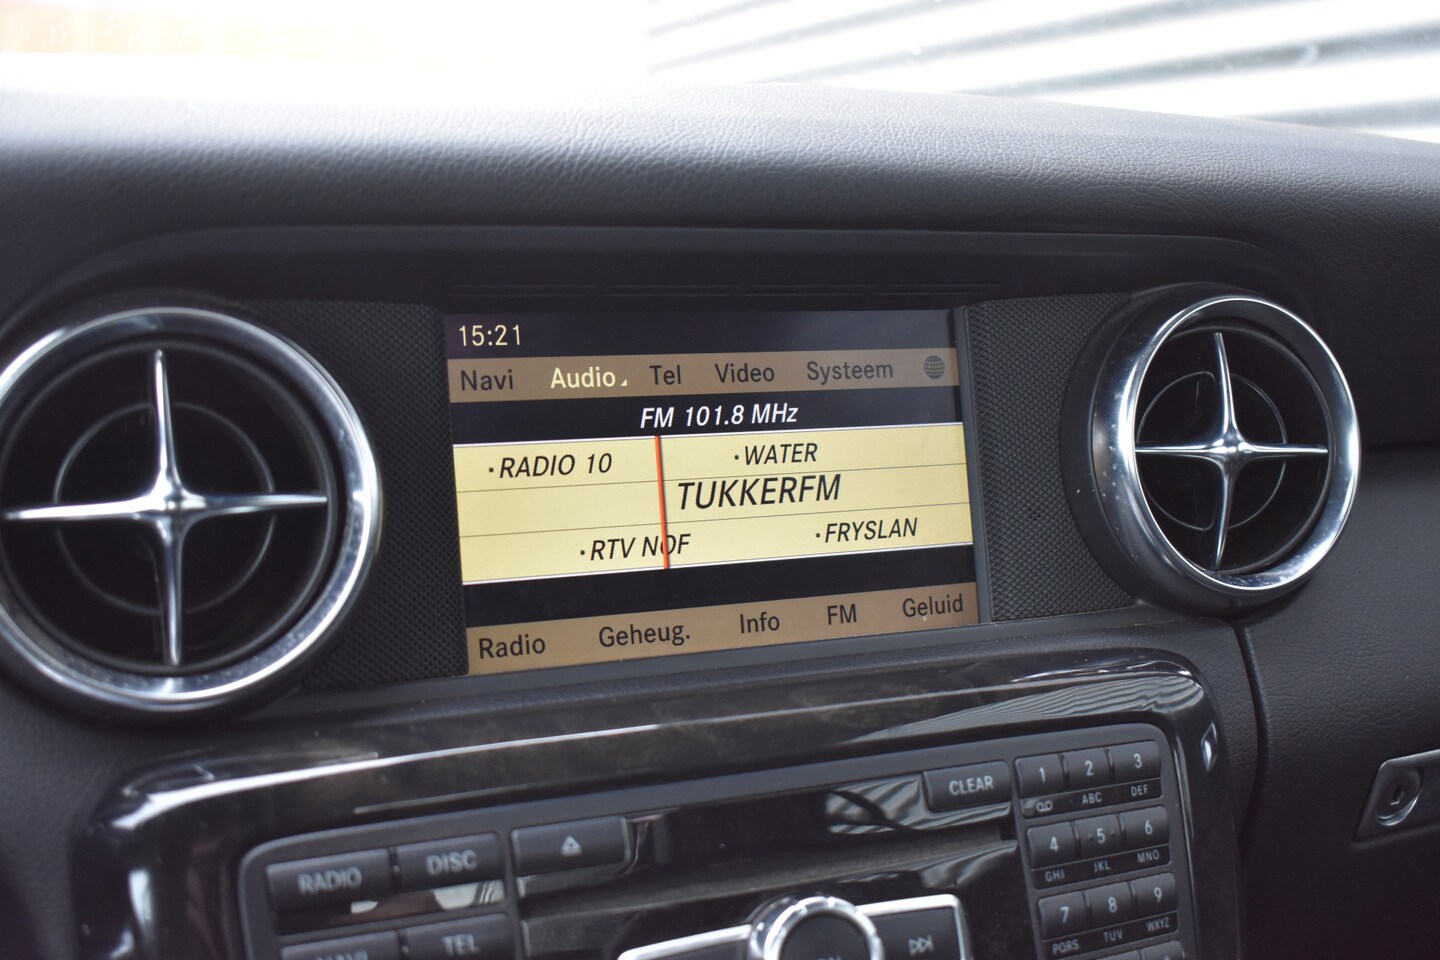 15:21
Navi Audio Tel Video Systeem
FM 101.8 MHz
·RADIO 10 ·WATER
TUKKERFM
·RTV NOF ·FRYSLAN
Radio Geheug. Info FM Geluid
CLEAR 1 2 3
ABC DEF
RADIO DISC 4 ·5· 6
GHI JKL MNO
TEL 7 8 9
PQRS TUV WXYZ